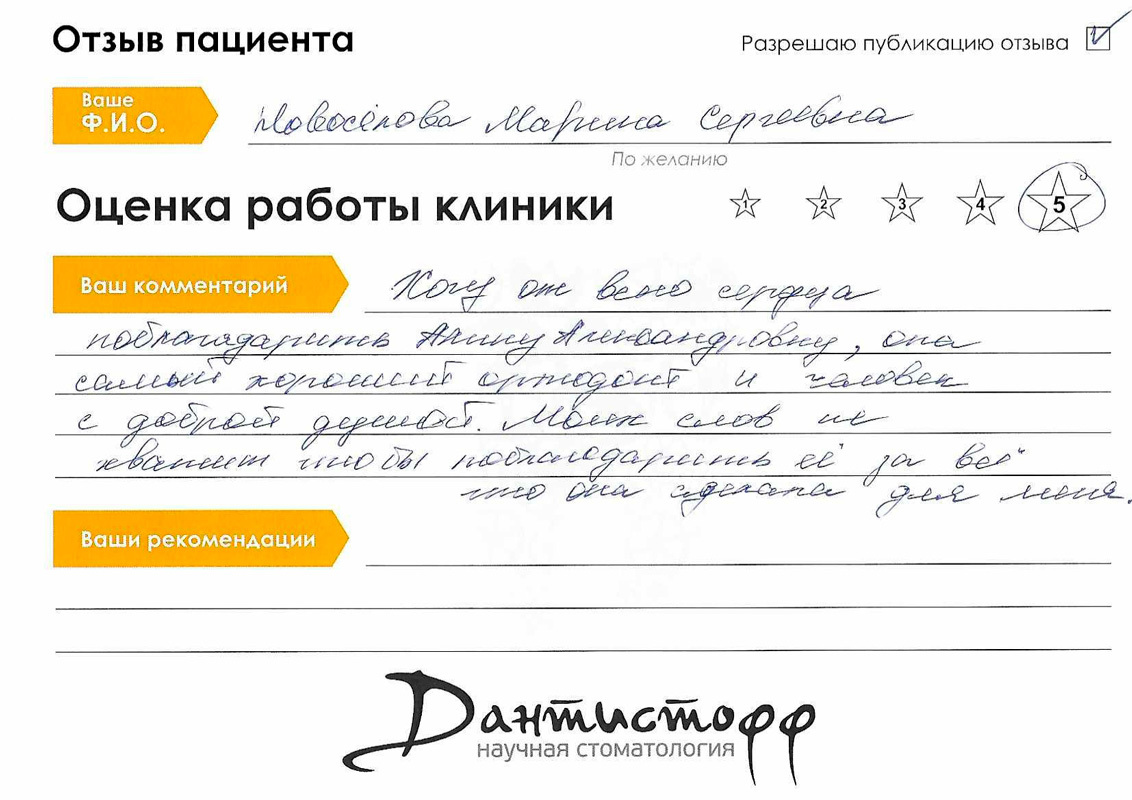 Отзыв пациента
Разрешаю публикацию отзыва
Ваше
Ф.И.О.
Новосёлова Марина Сергеевна
По желанию
Оценка работы клиники
1 2 3 4 5
Ваш комментарий
Хочу от всего сердца
поблагодарить Алину Александровну, она
самый хороший ортодонт и человек
с доброй душой. Моих слов не
хватит чтобы поблагодарить её за всё
что она сделала для меня.
Ваши рекомендации
Дантистофф
научная стоматология